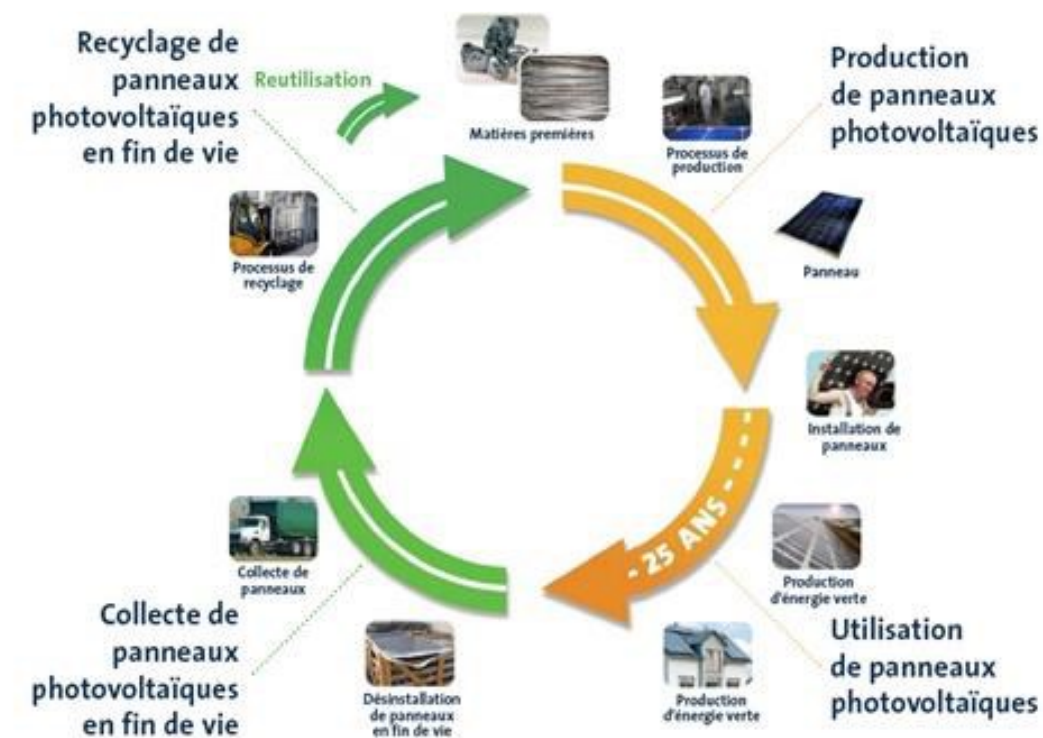 Recyclage de
panneaux
photovoltaïques
en fin de vie
Reutilisation
Matières premiéres
Processus de
production
Production
de panneaux
photovoltaïques
Panneau
Installation de
panneaux
- 25 ANS -
Production
d'énergie verte
Utilisation
de panneaux
photovoltaïques
Production
d'énergie verte
Désinstallation
de panneaux
en fin de vie
Collecte de
panneaux
photovoltaïques
en fin de vie
Collecte de
panneaux
Processus de
recyclage